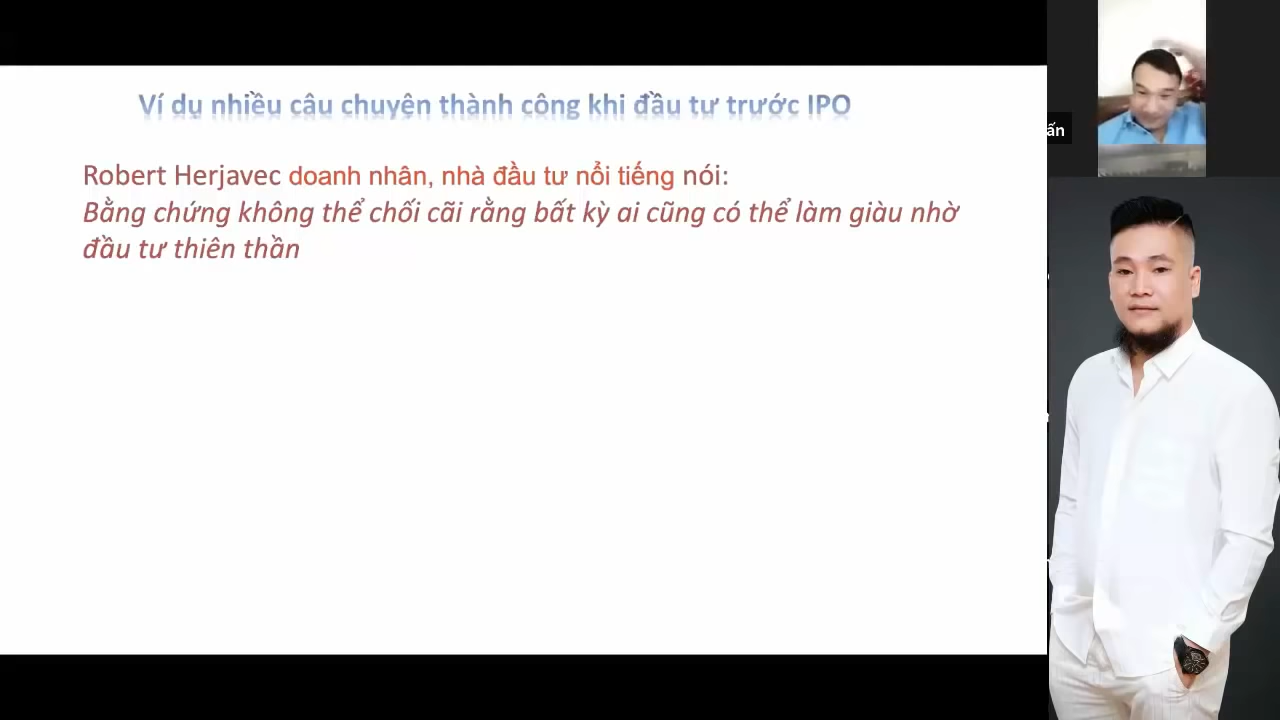 Ví dụ nhiều câu chuyện thành công khi đầu tư trước IPO
Robert Herjavec doanh nhân, nhà đầu tư nổi tiếng nói:
Bằng chứng không thể chối cãi rằng bất kỳ ai cũng có thể làm giàu nhờ
đầu tư thiên thần
ấn